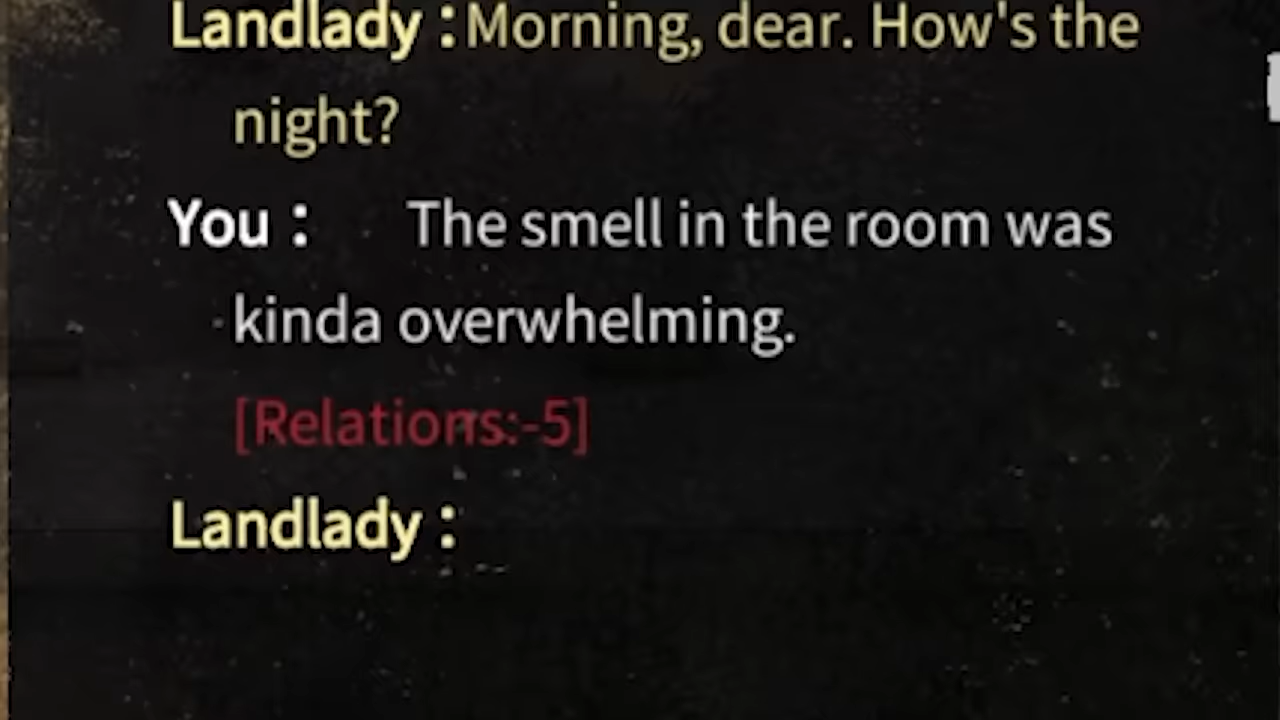 Landlady :Morning, dear. How's the
night?
You : The smell in the room was
kinda overwhelming.
[Relations:-5]
Landlady :